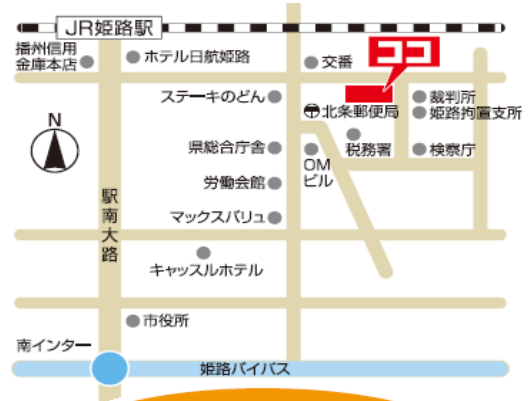 JR姫路駅
播州信用
金庫本店
ホテル日航姫路
交番
ココ
ステーキのどん
北条郵便局
裁判所
姫路拘置支所
N
県総合庁舎
OM
ビル
税務署
検察庁
労働会館
駅南大路
マックスバリュ
キャッスルホテル
市役所
南インター
姫路バイパス